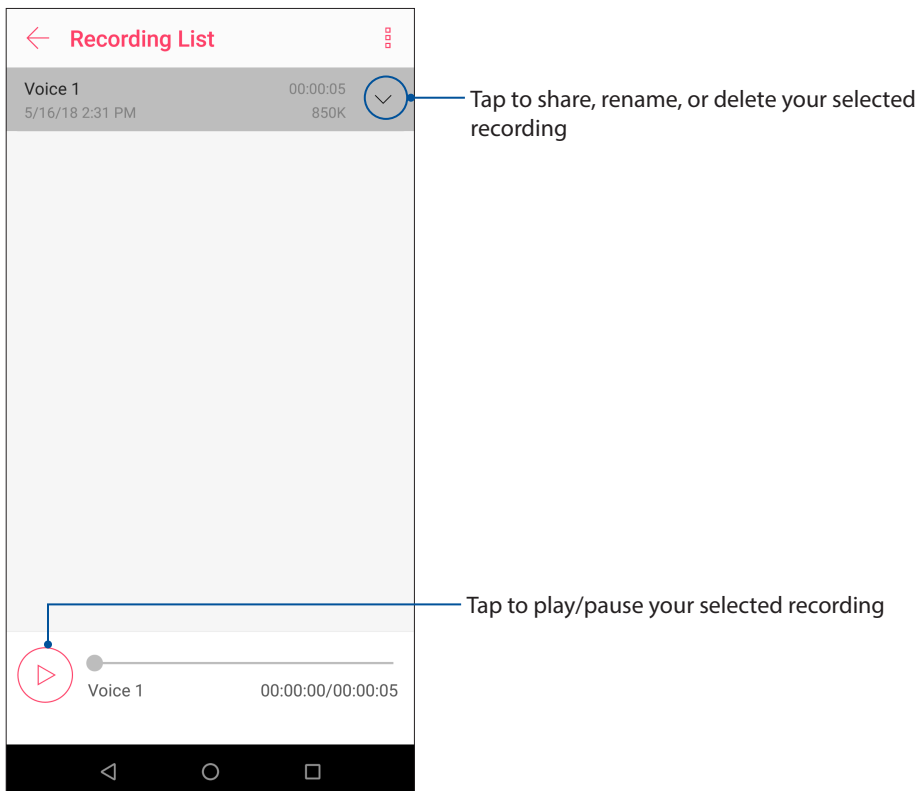 Recording List
Voice 1 00:00:05
5/16/18 2:31 PM 850K
Tap to share, rename, or delete your selected
recording
Tap to play/pause your selected recording
Voice 1 00:00:00/00:00:05